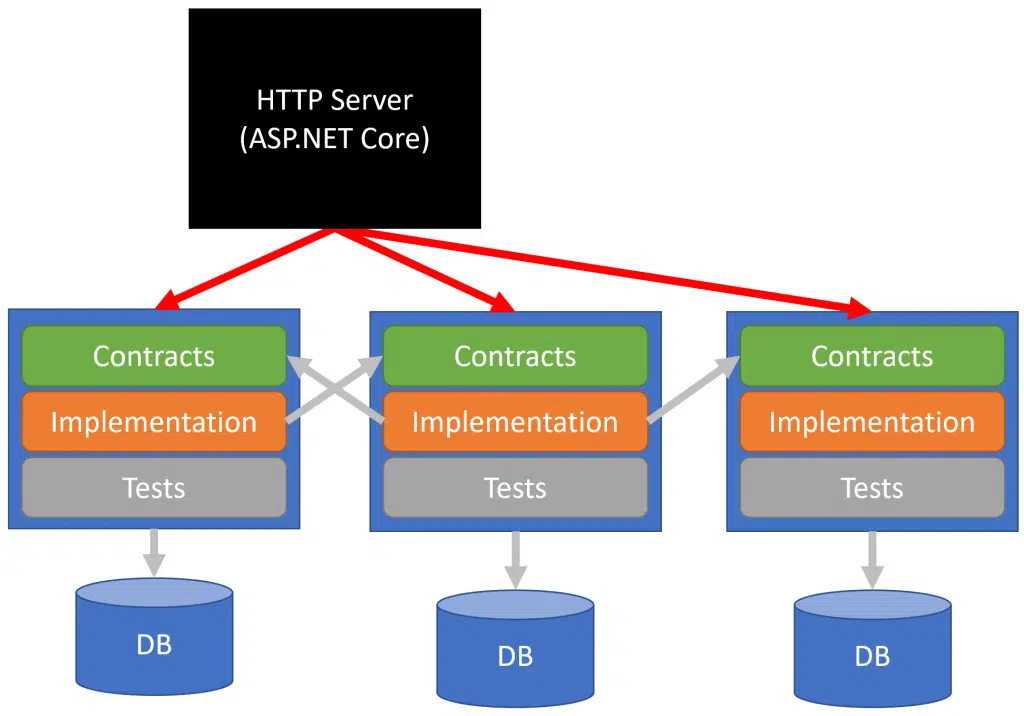 HTTP Server
(ASP.NET Core)
Contracts
Implementation
Tests
DB
Contracts
Implementation
Tests
DB
Contracts
Implementation
Tests
DB